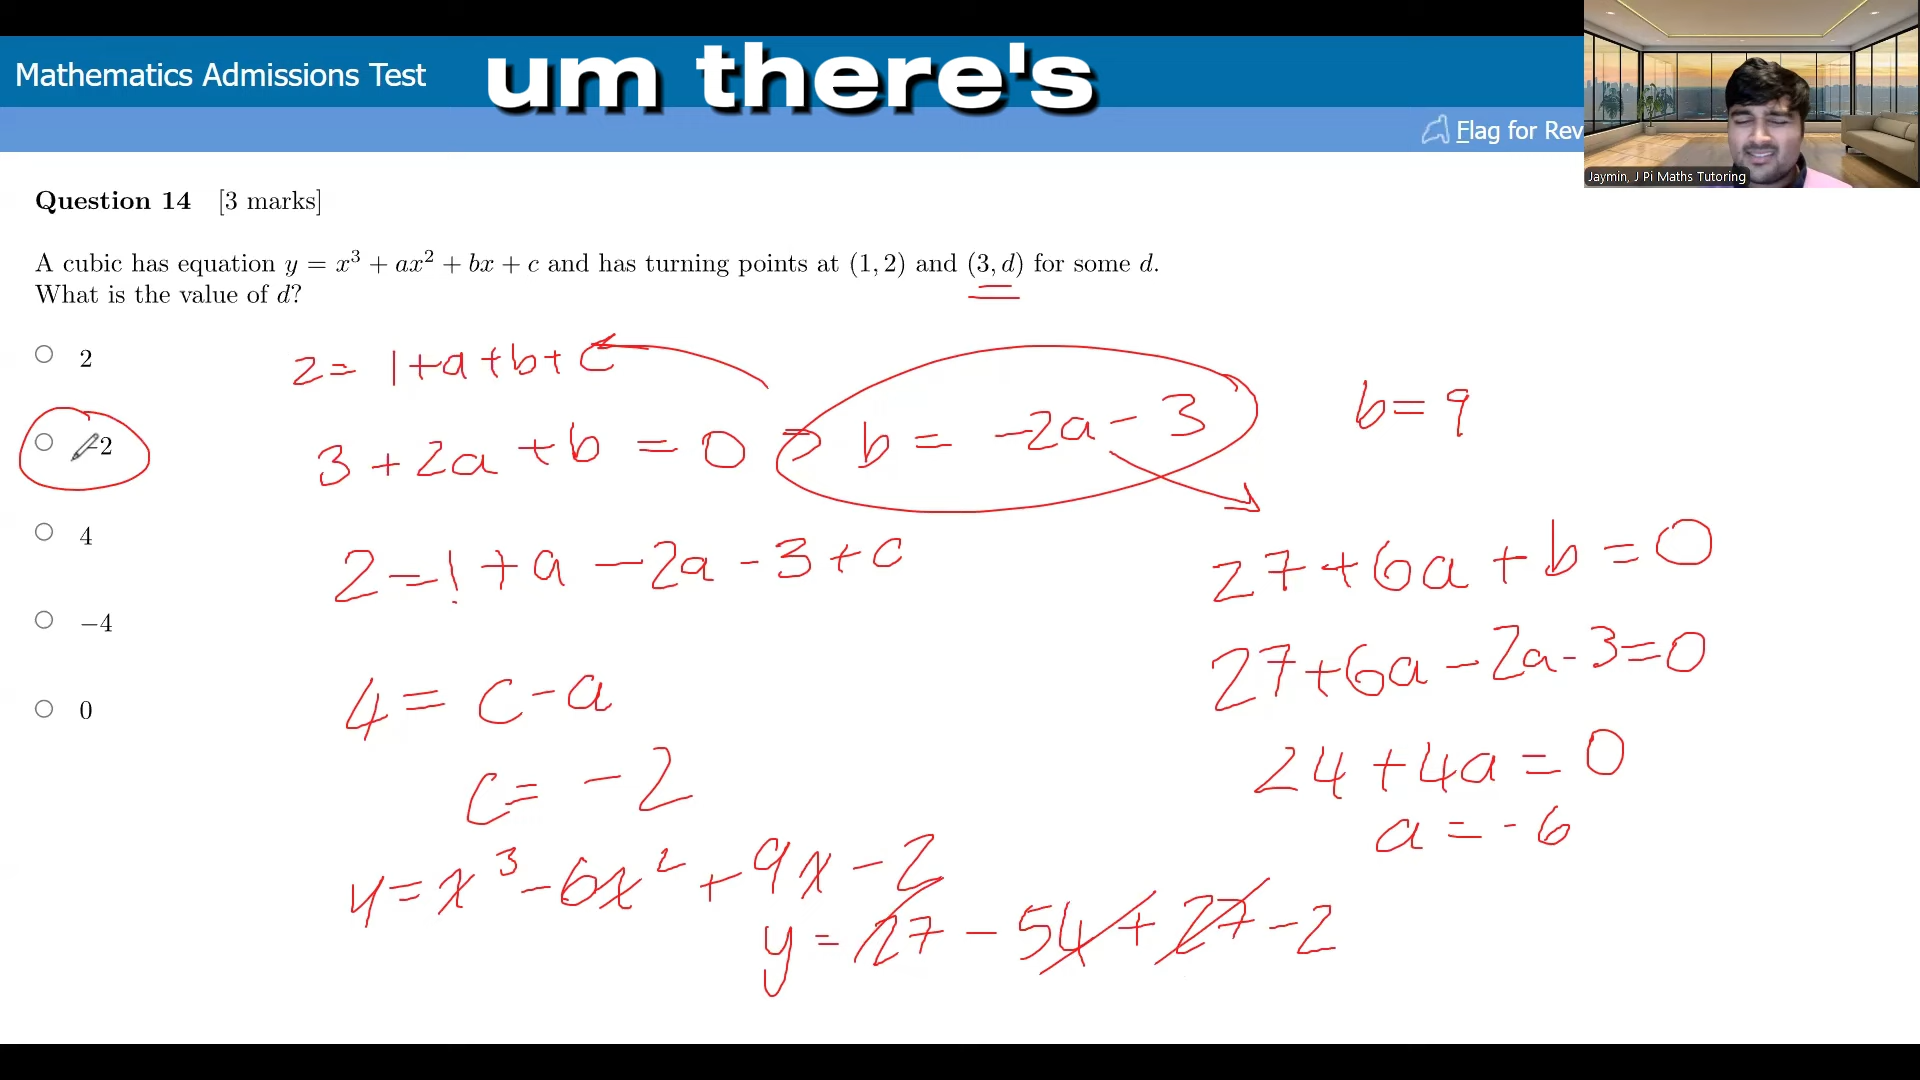 um there's
Mathematics Admissions Test
Flag for Rev
Jaymin, J Pi Maths Tutoring
Question 14 [3 marks]
A cubic has equation y = x³ + ax² + bx + c and has turning points at (1, 2) and (3, d) for some d.
What is the value of d?
2
-2
4
−4
0
2 = 1 + a + b + c
3 + 2a + b = 0 ⇒ b = -2a - 3
b = 9
2 = 1 + a - 2a - 3 + c
27 + 6a + b = 0
27 + 6a - 2a - 3 = 0
4 = c - a
24 + 4a = 0
c = -2
a = -6
y = x³ - 6x² + 9x - 2
y = 27 - 54 + 27 - 2